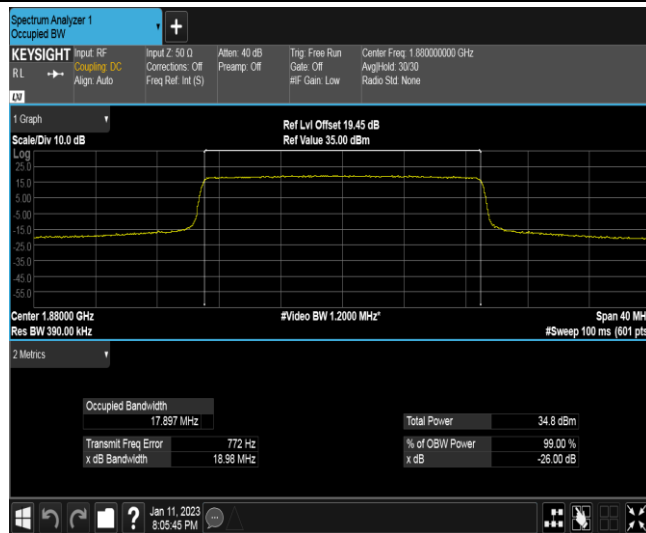 Spectrum Analyzer 1
Occupied BW
+
KEYSIGHT Input: RF Input Z: 50 Ω Atten: 40 dB Trig: Free Run Center Freq: 1.880000000 GHz
RL Coupling: DC Corrections: Off Preamp: Off Gate: Off Avg|Hold: 30/30
Align: Auto Freq Ref: Int (S) #IF Gain: Low Radio Std: None
1 Graph
Ref Lvl Offset 19.45 dB
Scale/Div 10.0 dB Ref Value 35.00 dBm
Log
25.0
15.0
5.00
-5.00
-15.0
-25.0
-35.0
-45.0
-55.0
Center 1.88000 GHz #Video BW 1.2000 MHz* Span 40 MH
Res BW 390.00 kHz #Sweep 100 ms (601 pts
2 Metrics
Occupied Bandwidth
17.897 MHz Total Power 34.8 dBm
Transmit Freq Error 772 Hz % of OBW Power 99.00 %
x dB Bandwidth 18.98 MHz x dB -26.00 dB
? Jan 11, 2023
8:05:45 PM